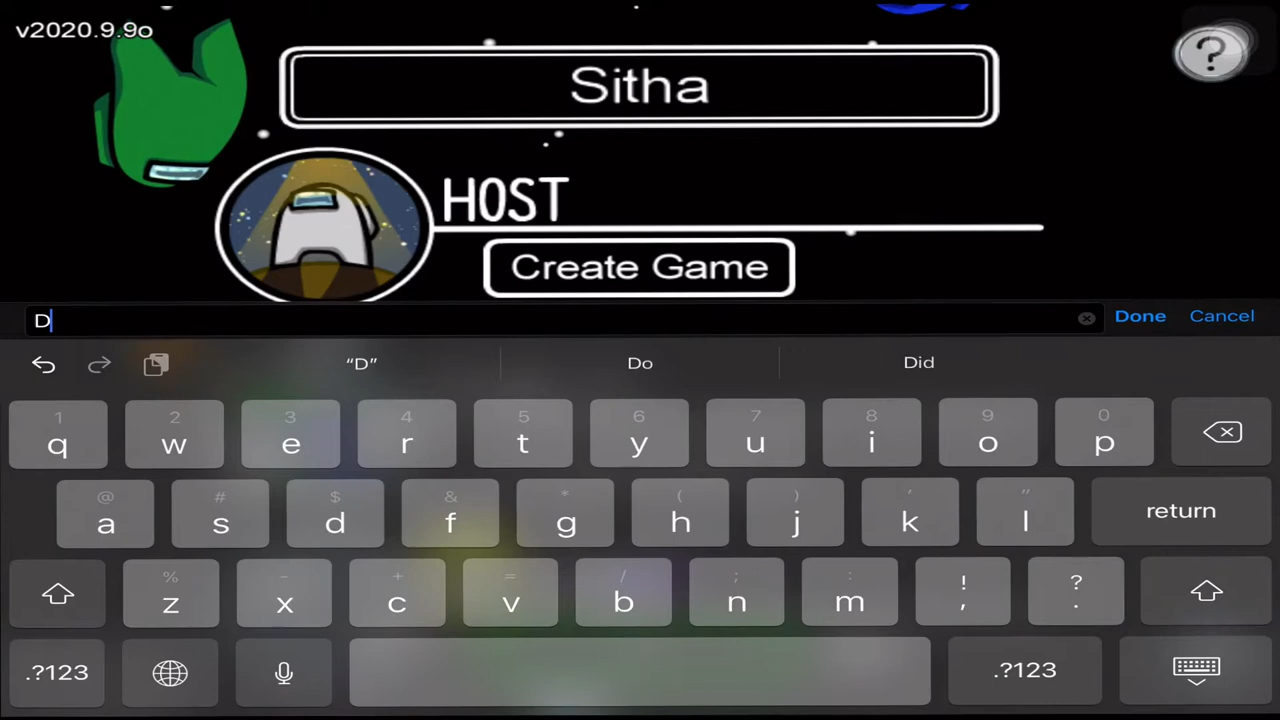 v2020.9.9o
Sitha
?
HOST
Create Game
D
Done Cancel
“D” Do Did
1 2 3 4 5 6 7 8 9 0
q w e r t y u i o p
@ # $ & * ( ) ' "
a s d f g h j k l return
% - + = / ; : ! ?
z x c v b n m , .
.?123 .?123